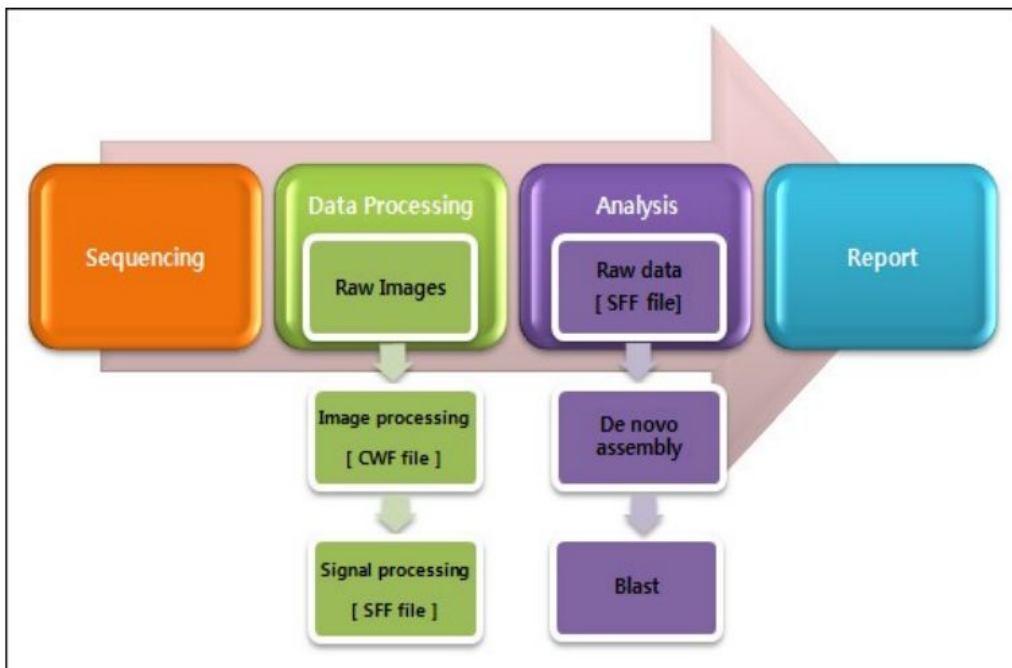 Sequencing
Data Processing
Raw Images
Image processing
[ CWF file ]
Signal processing
[ SFF file ]
Analysis
Raw data
[ SFF file]
De novo
assembly
Blast
Report